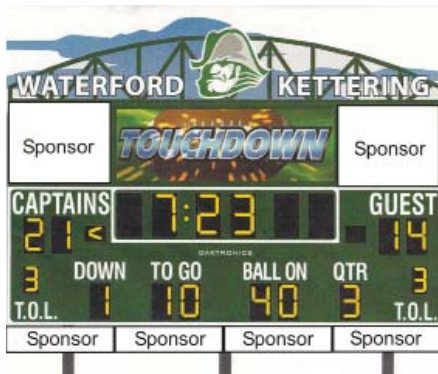 WATERFORD KETTERING
Sponsor TOUCHDOWN Sponsor
CAPTAINS 7:23 GUEST
21 < 14
DAKTRONICS
3 DOWN TO GO BALL ON QTR 3
T.O.L. 1 10 40 3 T.O.L.
Sponsor Sponsor Sponsor Sponsor